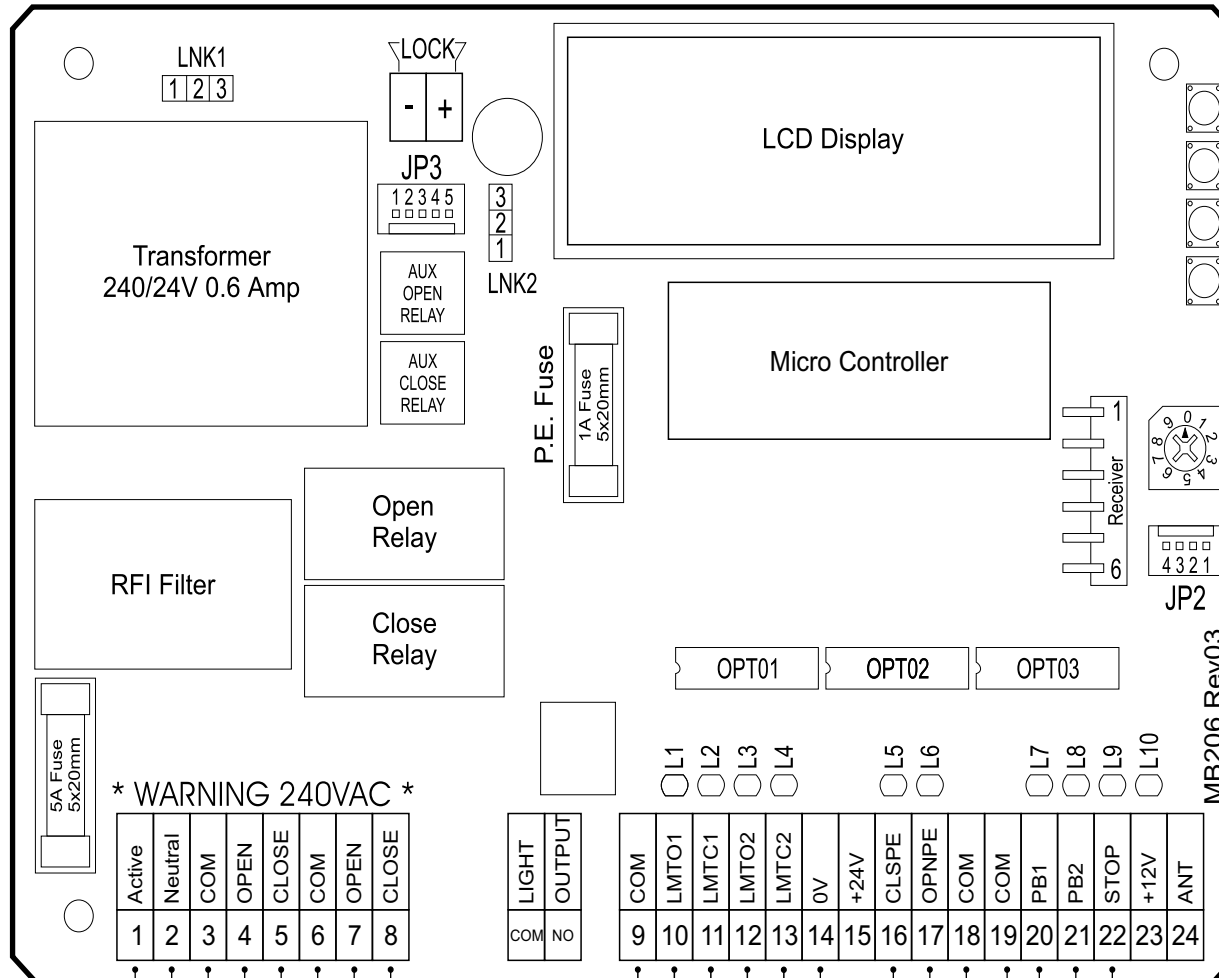 LNK1
1 2 3
LOCK
- +
JP3
1 2 3 4 5
3
2
1
LNK2
LCD Display
Transformer
240/24V 0.6 Amp
AUX
OPEN
RELAY
AUX
CLOSE
RELAY
P.E. Fuse
1A Fuse
5x20mm
Micro Controller
1
Receiver
6
0 1 2 3 4 5 6 7 8 9
4 3 2 1
JP2
RFI Filter
Open
Relay
Close
Relay
OPT01
OPT02
OPT03
MB206 Rev03
5A Fuse
5x20mm
* WARNING 240VAC *
L1 L2 L3 L4 L5 L6 L7 L8 L9 L10
Active Neutral COM OPEN CLOSE COM OPEN CLOSE
1 2 3 4 5 6 7 8
LIGHT OUTPUT
COM NO
COM LMTO1 LMTC1 LMTO2 LMTC2 0V +24V CLSPE OPNPE COM COM PB1 PB2 STOP +12V ANT
9 10 11 12 13 14 15 16 17 18 19 20 21 22 23 24